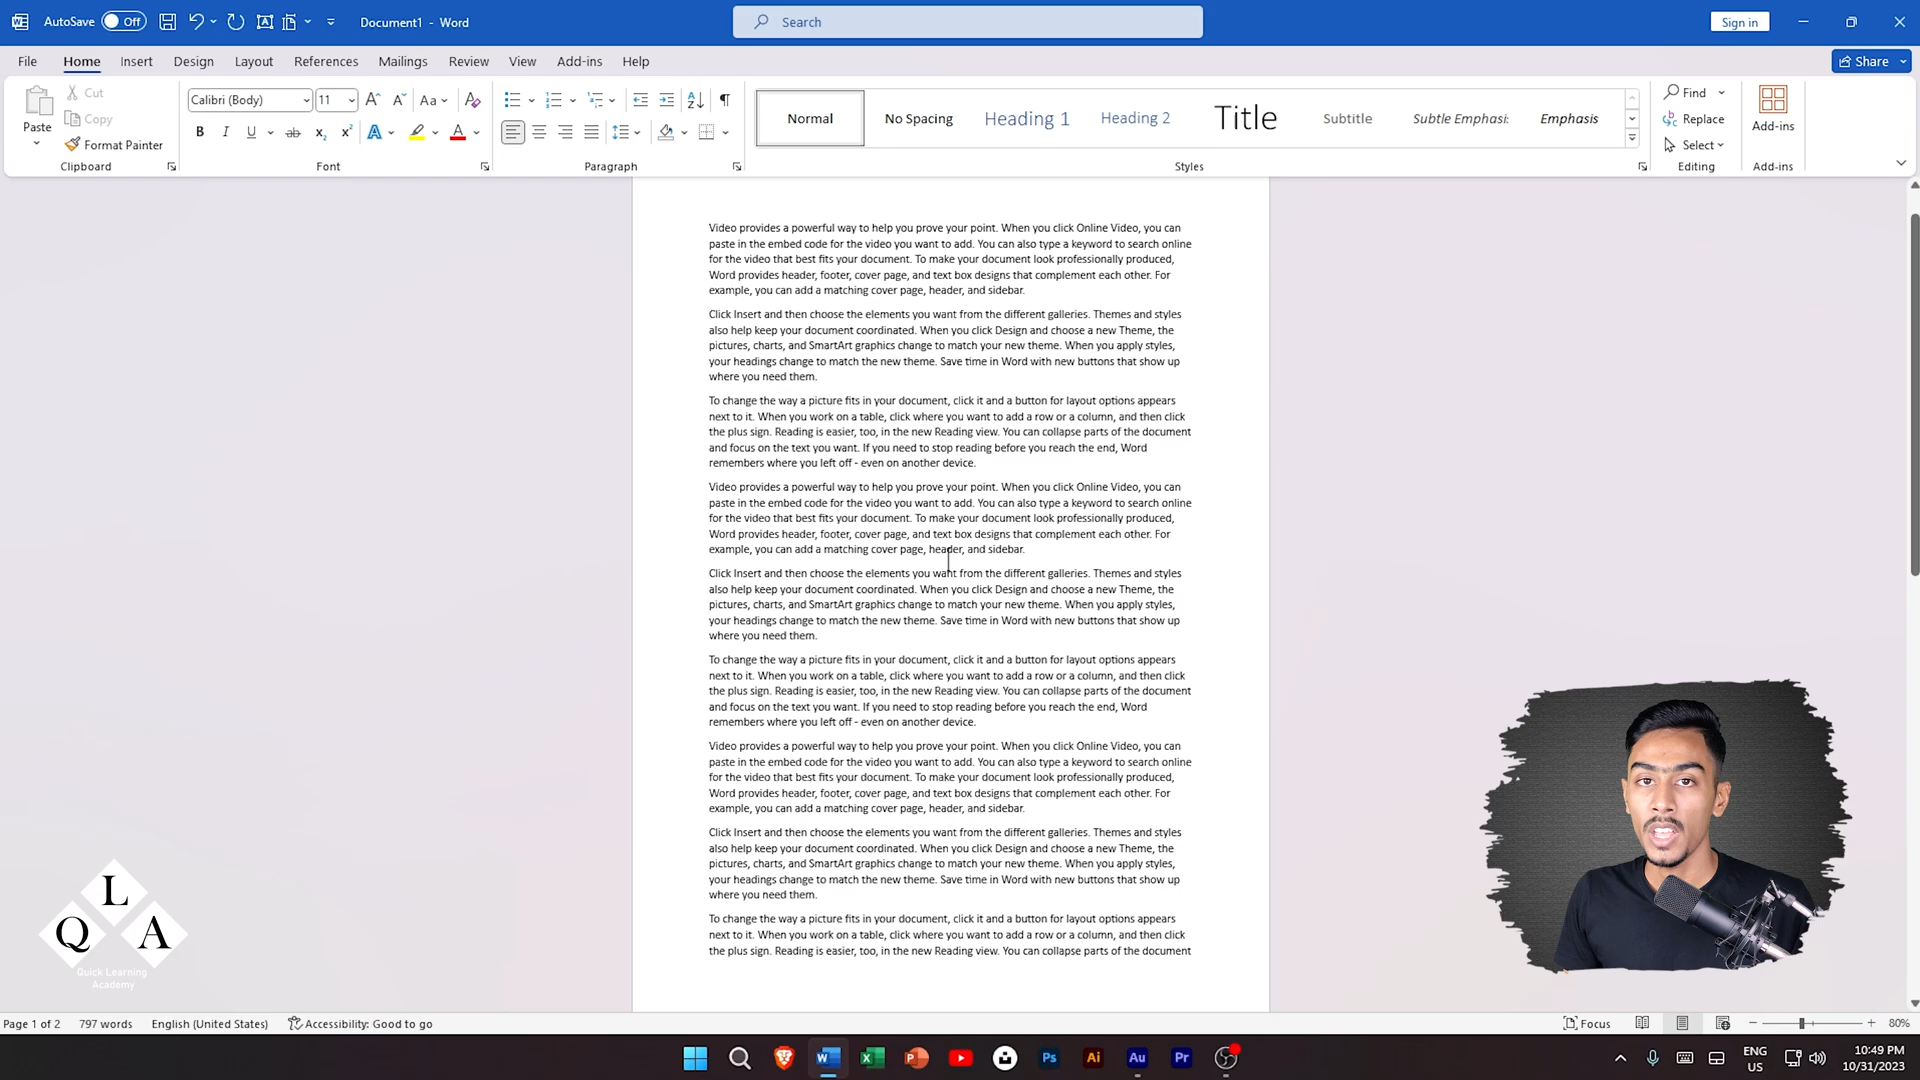 AutoSave Off Document1 - Word Search Sign in
File Home Insert Design Layout References Mailings Review View Add-ins Help Share
Paste Cut Copy Format Painter Clipboard
Calibri (Body) 11 Aa
B I U ab x₂ x² A A Font
Paragraph
Normal No Spacing Heading 1 Heading 2 Title Subtitle Subtle Emphasi: Emphasis Styles
Find Replace Select Editing
Add-ins Add-ins
Video provides a powerful way to help you prove your point. When you click Online Video, you can
paste in the embed code for the video you want to add. You can also type a keyword to search online
for the video that best fits your document. To make your document look professionally produced,
Word provides header, footer, cover page, and text box designs that complement each other. For
example, you can add a matching cover page, header, and sidebar.
Click Insert and then choose the elements you want from the different galleries. Themes and styles
also help keep your document coordinated. When you click Design and choose a new Theme, the
pictures, charts, and SmartArt graphics change to match your new theme. When you apply styles,
your headings change to match the new theme. Save time in Word with new buttons that show up
where you need them.
To change the way a picture fits in your document, click it and a button for layout options appears
next to it. When you work on a table, click where you want to add a row or a column, and then click
the plus sign. Reading is easier, too, in the new Reading view. You can collapse parts of the document
and focus on the text you want. If you need to stop reading before you reach the end, Word
remembers where you left off - even on another device.
Video provides a powerful way to help you prove your point. When you click Online Video, you can
paste in the embed code for the video you want to add. You can also type a keyword to search online
for the video that best fits your document. To make your document look professionally produced,
Word provides header, footer, cover page, and text box designs that complement each other. For
example, you can add a matching cover page, header, and sidebar.
Click Insert and then choose the elements you want from the different galleries. Themes and styles
also help keep your document coordinated. When you click Design and choose a new Theme, the
pictures, charts, and SmartArt graphics change to match your new theme. When you apply styles,
your headings change to match the new theme. Save time in Word with new buttons that show up
where you need them.
To change the way a picture fits in your document, click it and a button for layout options appears
next to it. When you work on a table, click where you want to add a row or a column, and then click
the plus sign. Reading is easier, too, in the new Reading view. You can collapse parts of the document
and focus on the text you want. If you need to stop reading before you reach the end, Word
remembers where you left off - even on another device.
Video provides a powerful way to help you prove your point. When you click Online Video, you can
paste in the embed code for the video you want to add. You can also type a keyword to search online
for the video that best fits your document. To make your document look professionally produced,
Word provides header, footer, cover page, and text box designs that complement each other. For
example, you can add a matching cover page, header, and sidebar.
Click Insert and then choose the elements you want from the different galleries. Themes and styles
also help keep your document coordinated. When you click Design and choose a new Theme, the
pictures, charts, and SmartArt graphics change to match your new theme. When you apply styles,
your headings change to match the new theme. Save time in Word with new buttons that show up
where you need them.
To change the way a picture fits in your document, click it and a button for layout options appears
next to it. When you work on a table, click where you want to add a row or a column, and then click
the plus sign. Reading is easier, too, in the new Reading view. You can collapse parts of the document
L
Q A
Quick Learning
Academy
Page 1 of 2 797 words English (United States) Accessibility: Good to go Focus 80%
Ps Ai Au Pr
ENG
US
10:49 PM
10/31/2023